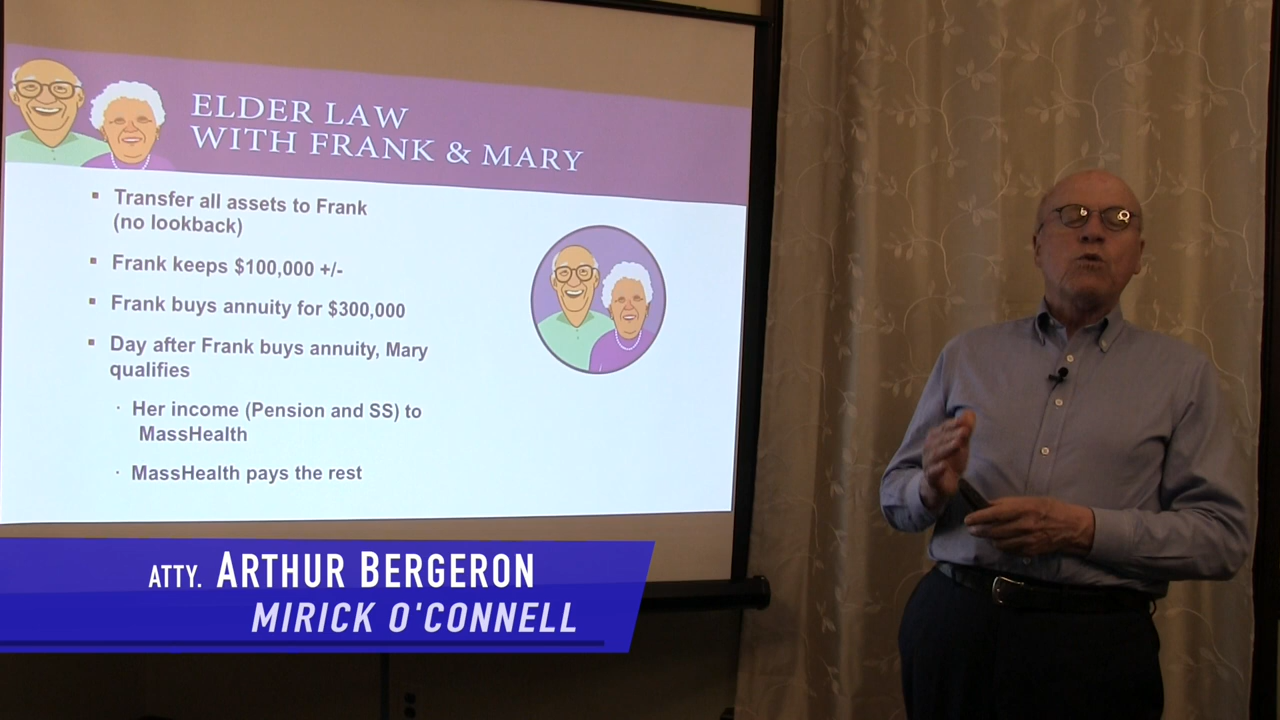 ELDER LAW
WITH FRANK & MARY
▪ Transfer all assets to Frank
(no lookback)
▪ Frank keeps $100,000 +/-
▪ Frank buys annuity for $300,000
▪ Day after Frank buys annuity, Mary
qualifies
· Her income (Pension and SS) to
MassHealth
· MassHealth pays the rest
ATTY. ARTHUR BERGERON
MIRICK O'CONNELL